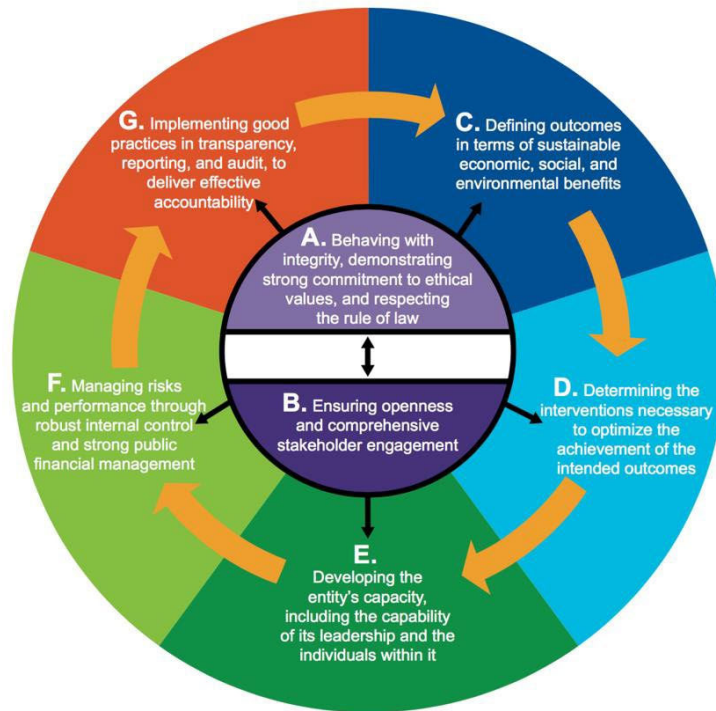 G. Implementing good
practices in transparency,
reporting, and audit, to
deliver effective
accountability
C. Defining outcomes
in terms of sustainable
economic, social, and
environmental benefits
A. Behaving with
integrity, demonstrating
strong commitment to ethical
values, and respecting
the rule of law
F. Managing risks
and performance through
robust internal control
and strong public
financial management
B. Ensuring openness
and comprehensive
stakeholder engagement
D. Determining the
interventions necessary
to optimize the
achievement of the
intended outcomes
E.
Developing the
entity's capacity,
including the capability
of its leadership and the
individuals within it